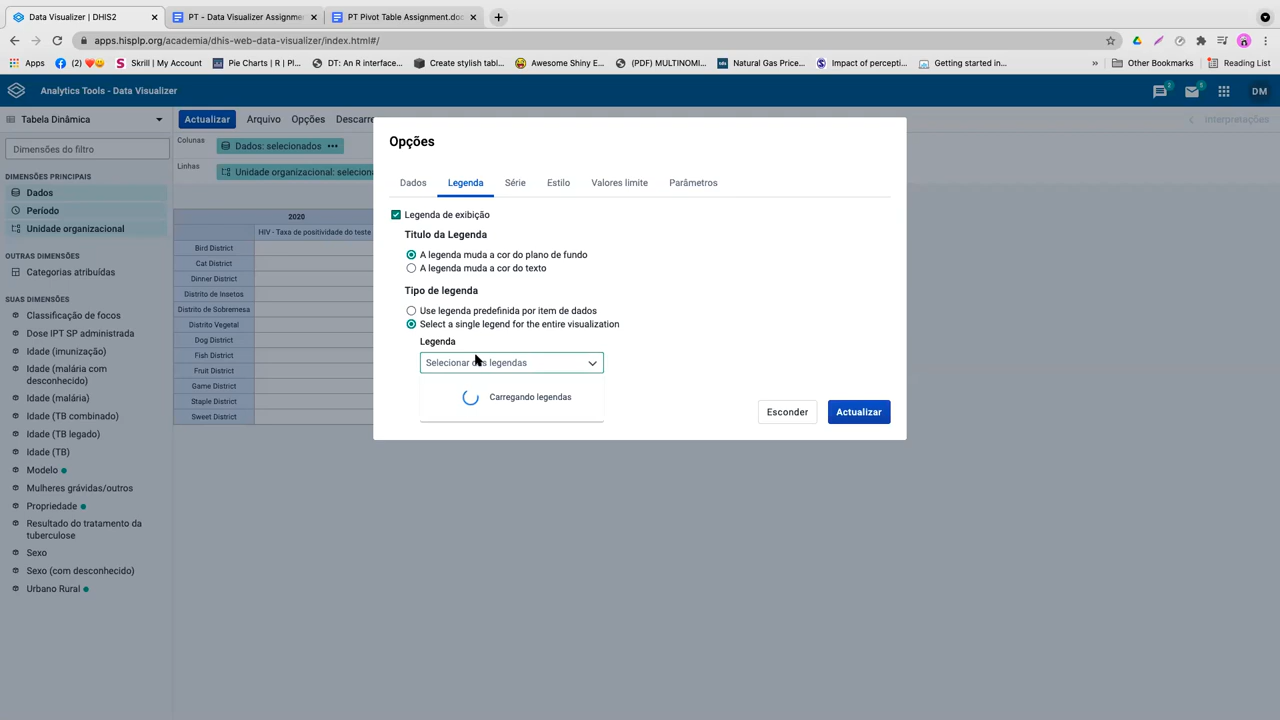 Data Visualizer | DHIS2
PT - Data Visualizer Assignme
PT Pivot Table Assignment.doc
apps.hisplp.org/academia/dhis-web-data-visualizer/index.html#/
Apps
(2)
Skrill | My Account
Pie Charts | R | Pl...
DT: An R interface...
Create stylish tabl...
Awesome Shiny E...
(PDF) MULTINOMI...
Natural Gas Price...
Impact of percepti...
Getting started in...
»
Other Bookmarks
Reading List
Analytics Tools - Data Visualizer
2
5
DM
Tabela Dinâmica
Actualizar
Arquivo
Opções
Descarre
Interpretações
Dimensões do filtro
Colunas
Dados: selecionados
Linhas
Unidade organizacional: seleciona
DIMENSÕES PRINCIPAIS
Dados
Período
Unidade organizacional
OUTRAS DIMENSÕES
Categorias atribuídas
SUAS DIMENSÕES
Classificação de focos
Dose IPT SP administrada
Idade (imunização)
Idade (malária com
desconhecido)
Idade (malária)
Idade (TB combinado)
Idade (TB legado)
Idade (TB)
Modelo
Mulheres grávidas/outros
Propriedade
Resultado do tratamento da
tuberculose
Sexo
Sexo (com desconhecido)
Urbano Rural
2020
HIV - Taxa de positividade do teste
Bird District
Cat District
Dinner District
Distrito de Insetos
Distrito de Sobremesa
Distrito Vegetal
Dog District
Fish District
Fruit District
Game District
Staple District
Sweet District
Opções
Dados
Legenda
Série
Estilo
Valores limite
Parâmetros
Legenda de exibição
Titulo da Legenda
A legenda muda a cor do plano de fundo
A legenda muda a cor do texto
Tipo de legenda
Use legenda predefinida por item de dados
Select a single legend for the entire visualization
Legenda
Selecionar das legendas
Carregando legendas
Esconder
Actualizar